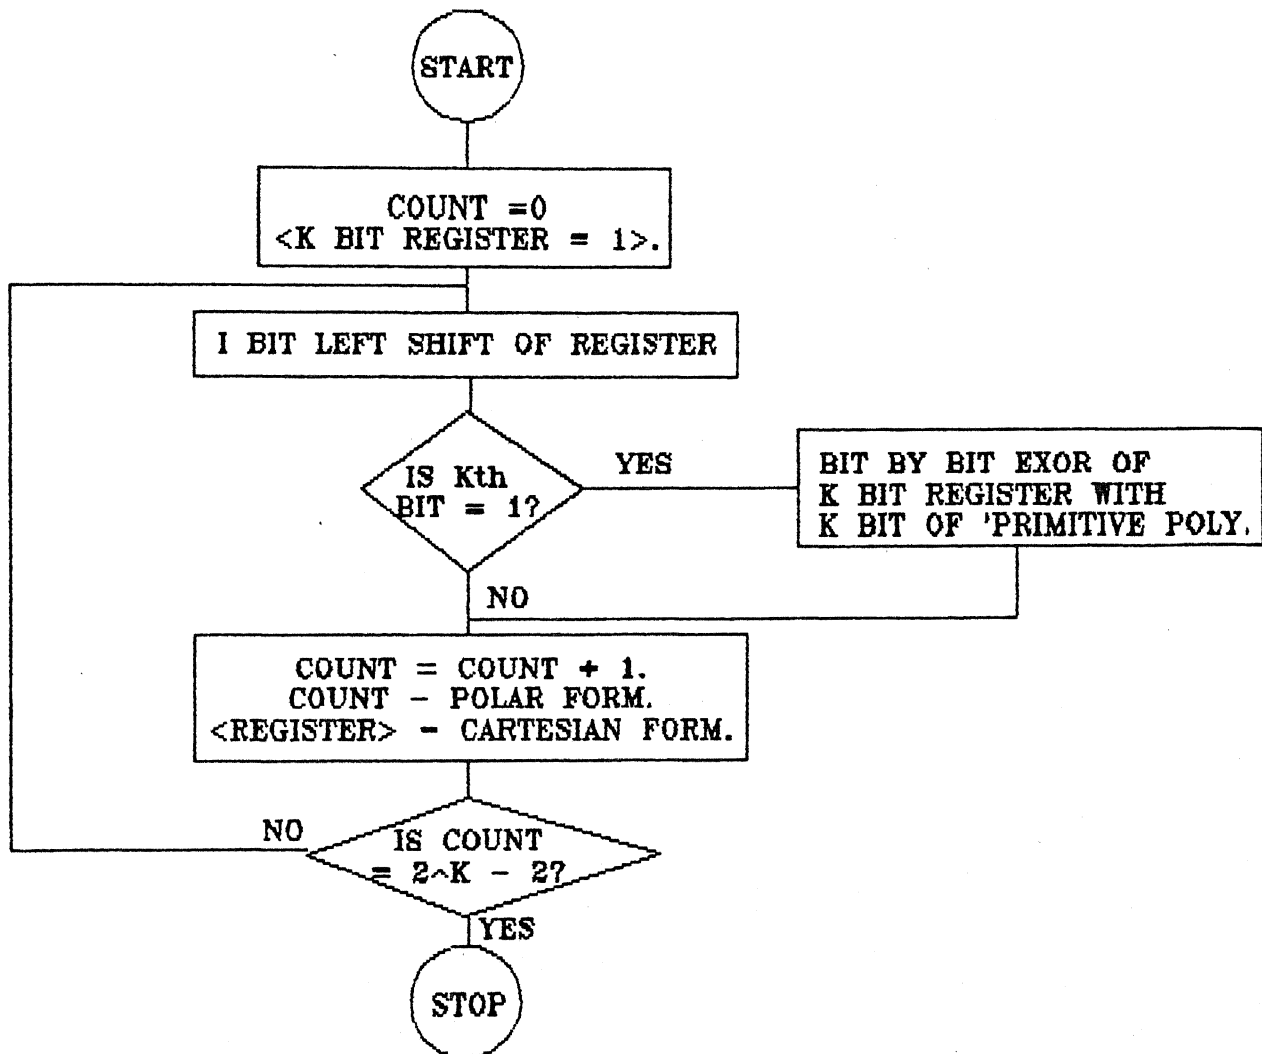 START
COUNT =0
<K BIT REGISTER = 1>.
I BIT LEFT SHIFT OF REGISTER
IS Kth
BIT = 1?
YES
BIT BY BIT EXOR OF
K BIT REGISTER WITH
K BIT OF 'PRIMITIVE POLY.
NO
COUNT = COUNT + 1.
COUNT - POLAR FORM.
<REGISTER> - CARTESIAN FORM.
NO
IS COUNT
= 2^K - 2?
YES
STOP